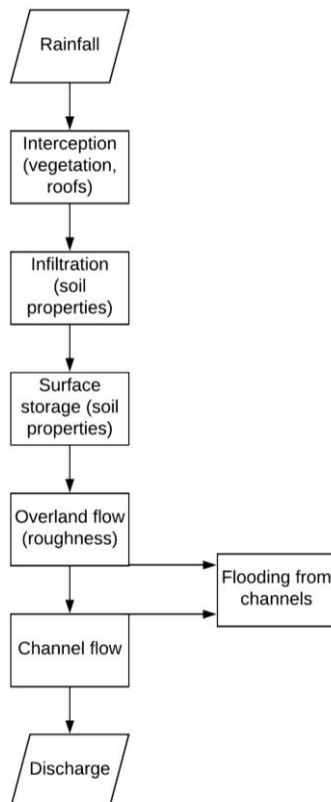 Rainfall
Interception
(vegetation,
roofs)
Infiltration
(soil
properties)
Surface
storage (soil
properties)
Overland flow
(roughness)
Flooding from
channels
Channel flow
Discharge